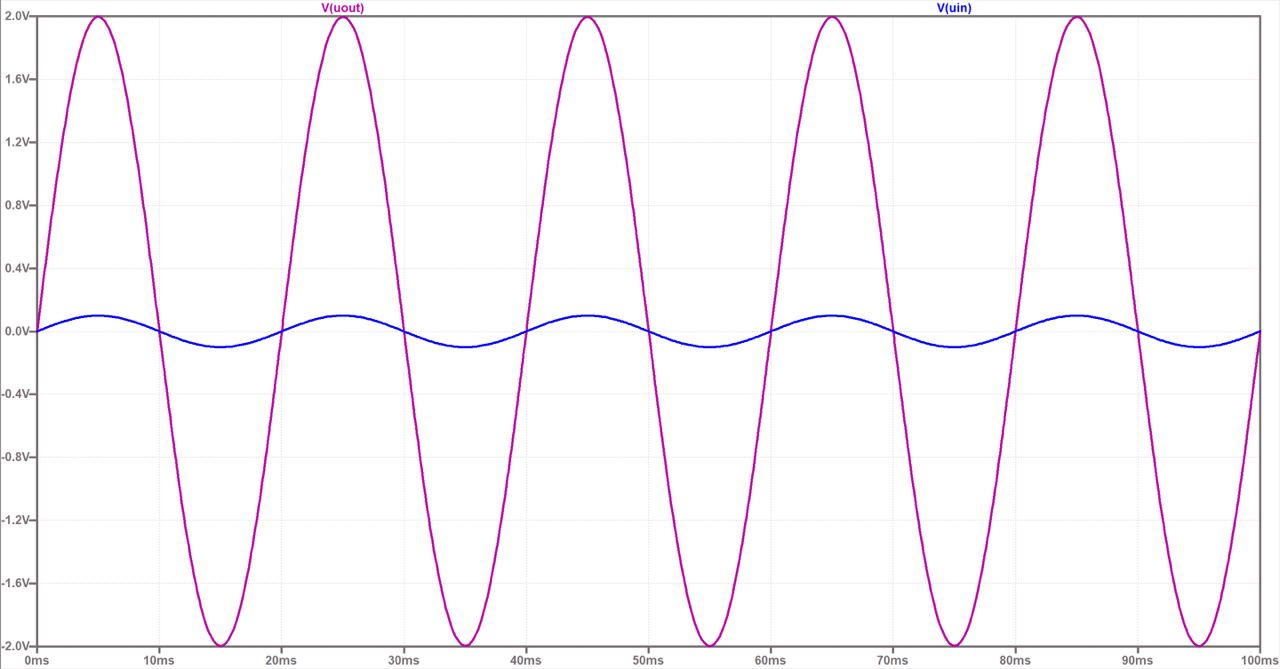 V(uout) V(uin)
2.0V
1.6V
1.2V
0.8V
0.4V
0.0V
-0.4V
-0.8V
-1.2V
-1.6V
-2.0V
0ms 10ms 20ms 30ms 40ms 50ms 60ms 70ms 80ms 90ms 100ms